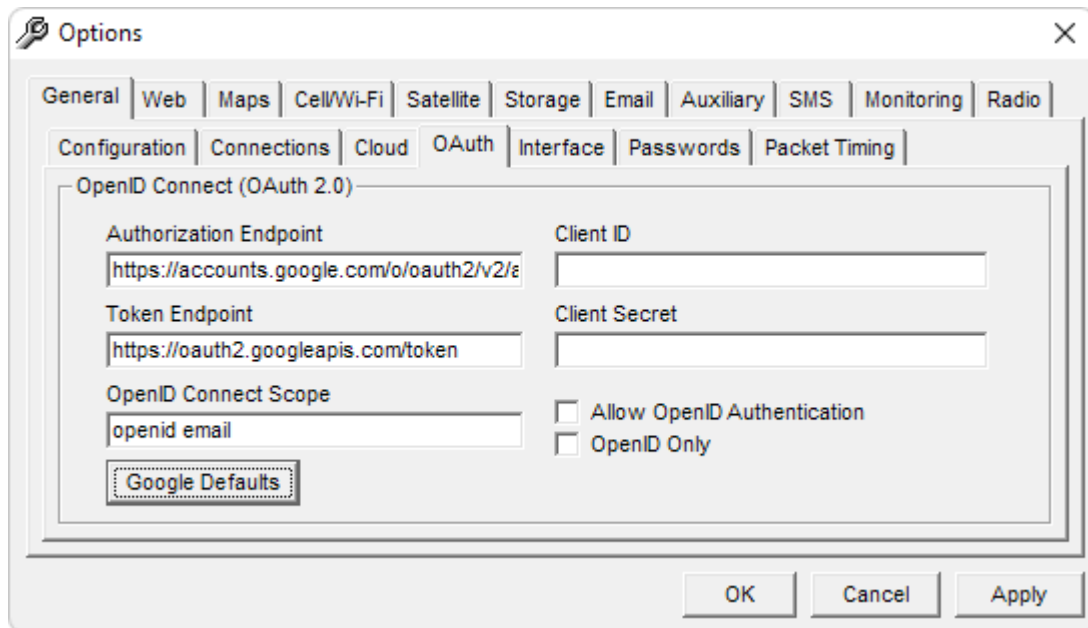 Options
General Web Maps Cell/Wi-Fi Satellite Storage Email Auxiliary SMS Monitoring Radio
Configuration Connections Cloud OAuth Interface Passwords Packet Timing
OpenID Connect (OAuth 2.0)
Authorization Endpoint Client ID
https://accounts.google.com/o/oauth2/v2/a
Token Endpoint Client Secret
https://oauth2.googleapis.com/token
OpenID Connect Scope
Allow OpenID Authentication
openid email
OpenID Only
Google Defaults
OK Cancel Apply